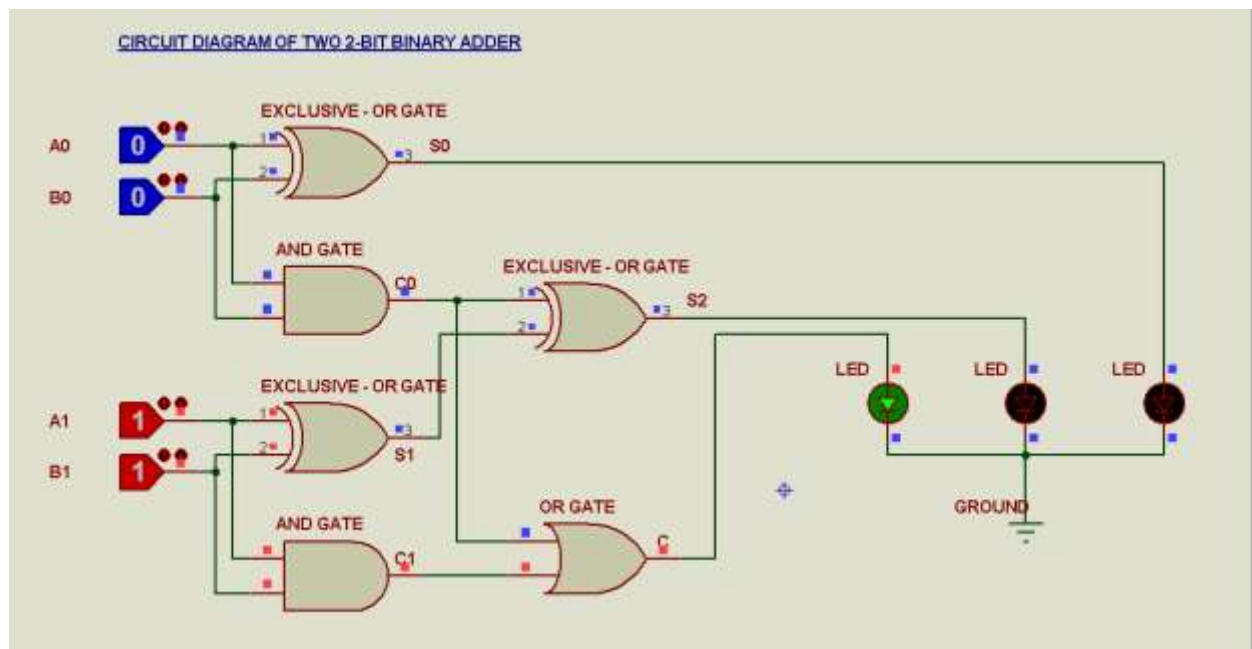 CIRCUIT DIAGRAM OF TWO 2-BIT BINARY ADDER
EXCLUSIVE - OR GATE
A0 0 1 3 S0
B0 0 2
AND GATE
C0
EXCLUSIVE - OR GATE
1 3 S2
2
LED LED LED
EXCLUSIVE - OR GATE
A1 1 1 3
S1
B1 1 2
GROUND
OR GATE
C
AND GATE
C1